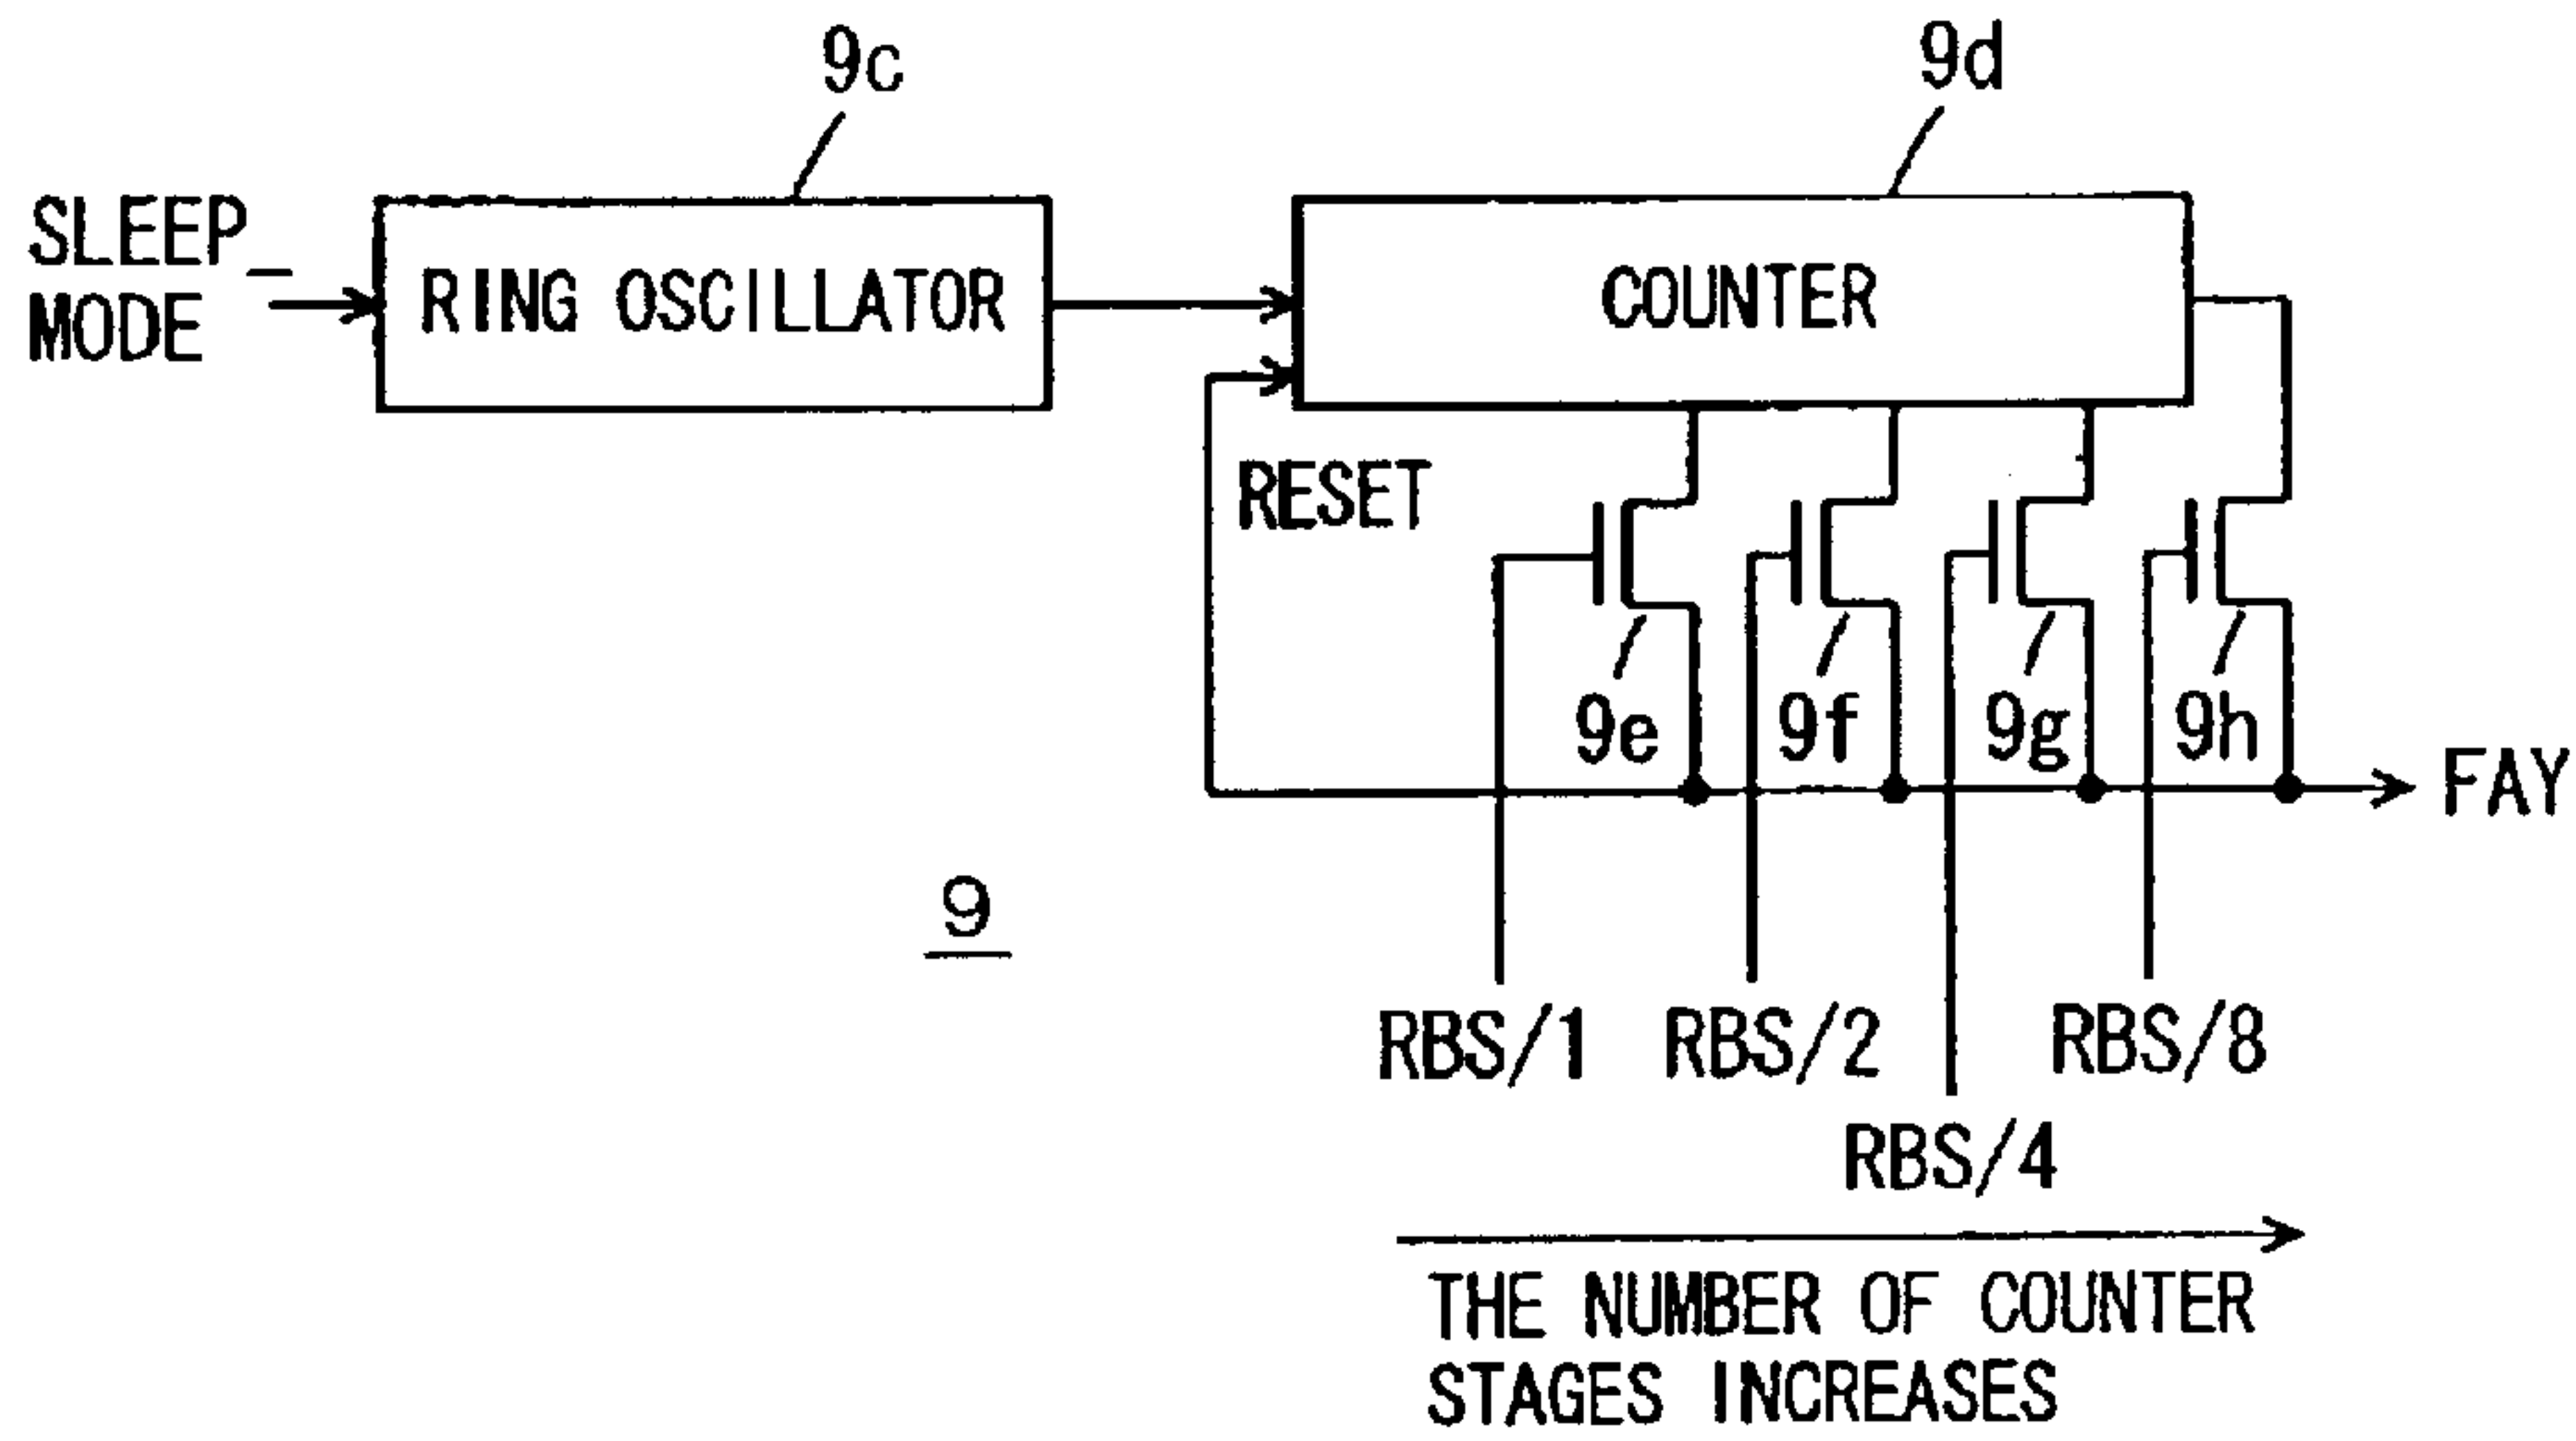 9c
9d
SLEEP_
MODE
RING OSCILLATOR
COUNTER
RESET
9e
9f
9g
9h
FAY
9
RBS/1
RBS/2
RBS/8
RBS/4
THE NUMBER OF COUNTER
STAGES INCREASES